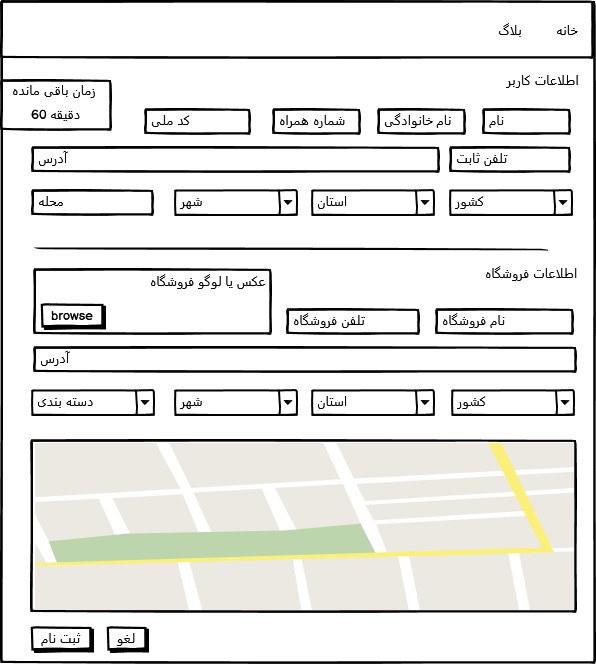 خانه
بلاگ
اطلاعات کاربر
زمان باقی مانده
60 دقیقه
نام
نام خانوادگی
شماره همراه
کد ملی
تلفن ثابت
آدرس
کشور
استان
شهر
محله
اطلاعات فروشگاه
عکس یا لوگو فروشگاه
browse
نام فروشگاه
تلفن فروشگاه
آدرس
کشور
استان
شهر
دسته بندی
لغو
ثبت نام